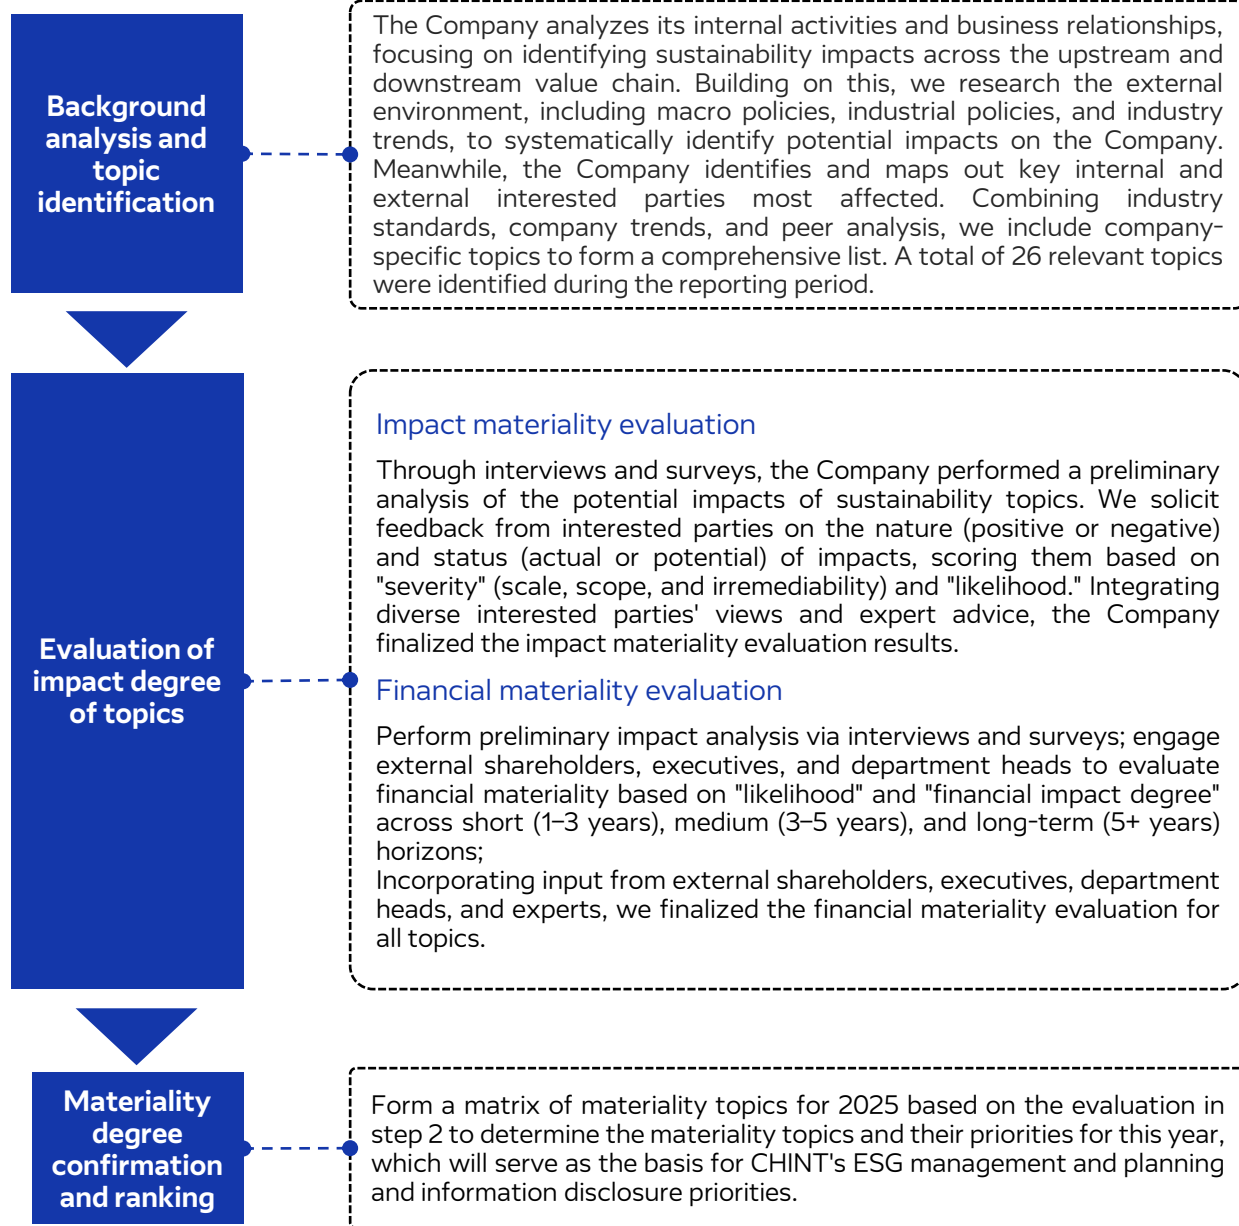 Background
analysis and
topic
identification
The Company analyzes its internal activities and business relationships,
focusing on identifying sustainability impacts across the upstream and
downstream value chain. Building on this, we research the external
environment, including macro policies, industrial policies, and industry
trends, to systematically identify potential impacts on the Company.
Meanwhile, the Company identifies and maps out key internal and
external interested parties most affected. Combining industry
standards, company trends, and peer analysis, we include company-
specific topics to form a comprehensive list. A total of 26 relevant topics
were identified during the reporting period.
Evaluation of
impact degree
of topics
Impact materiality evaluation
Through interviews and surveys, the Company performed a preliminary
analysis of the potential impacts of sustainability topics. We solicit
feedback from interested parties on the nature (positive or negative)
and status (actual or potential) of impacts, scoring them based on
"severity" (scale, scope, and irremediability) and "likelihood." Integrating
diverse interested parties' views and expert advice, the Company
finalized the impact materiality evaluation results.
Financial materiality evaluation
Perform preliminary impact analysis via interviews and surveys; engage
external shareholders, executives, and department heads to evaluate
financial materiality based on "likelihood" and "financial impact degree"
across short (1–3 years), medium (3–5 years), and long-term (5+ years)
horizons;
Incorporating input from external shareholders, executives, department
heads, and experts, we finalized the financial materiality evaluation for
all topics.
Materiality
degree
confirmation
and ranking
Form a matrix of materiality topics for 2025 based on the evaluation in
step 2 to determine the materiality topics and their priorities for this year,
which will serve as the basis for CHINT's ESG management and planning
and information disclosure priorities.